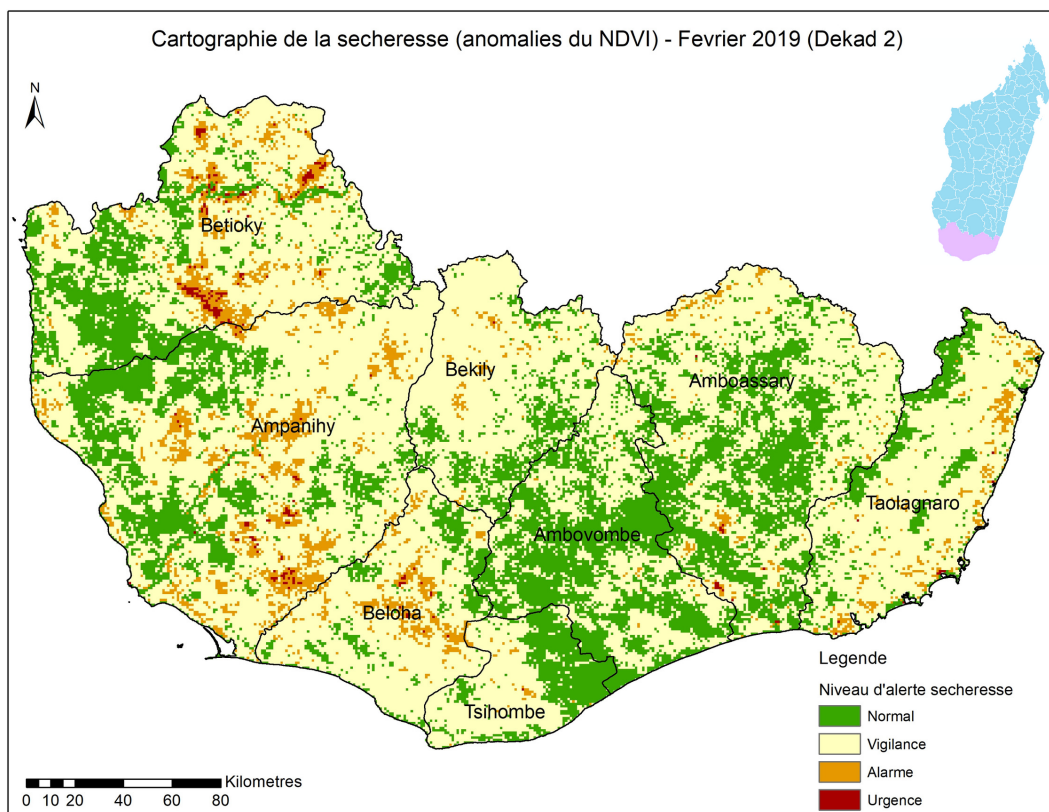 Cartographie de la secheresse (anomalies du NDVI) - Fevrier 2019 (Dekad 2)
N
Betioky
Bekily
Amboassary
Ampanihy
Taolagnaro
Ambovombe
Beloha
Tsihombe
Legende
Niveau d'alerte secheresse
Normal
Vigilance
Alarme
Urgence
Kilometres
0 5 10 20 40 60 80